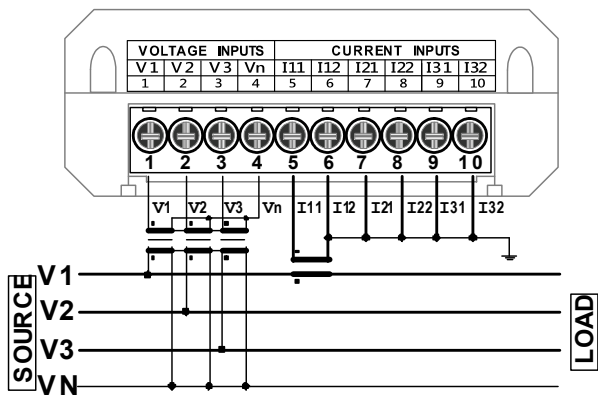 VOLTAGE INPUTS CURRENT INPUTS
V1 V2 V3 Vn I11 I12 I21 I22 I31 I32
1 2 3 4 5 6 7 8 9 10
1 2 3 4 5 6 7 8 9 10
V1 V2 V3 Vn I11 I12 I21 I22 I31 I32
SOURCE
V1
V2
V3
VN
LOAD